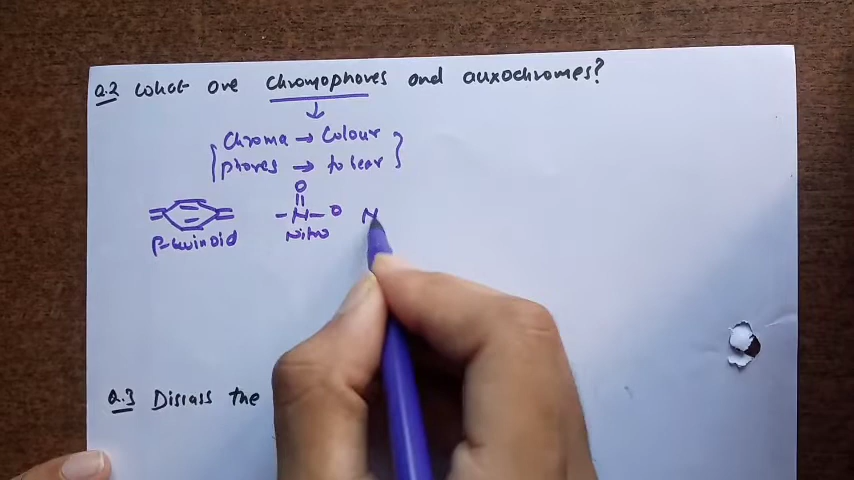 Q.2 What are chromophores and auxochromes?
Chroma → Colour
phores → to bear
O
-N-O N
p-quinoid Nitro
Q.3 Discuss the